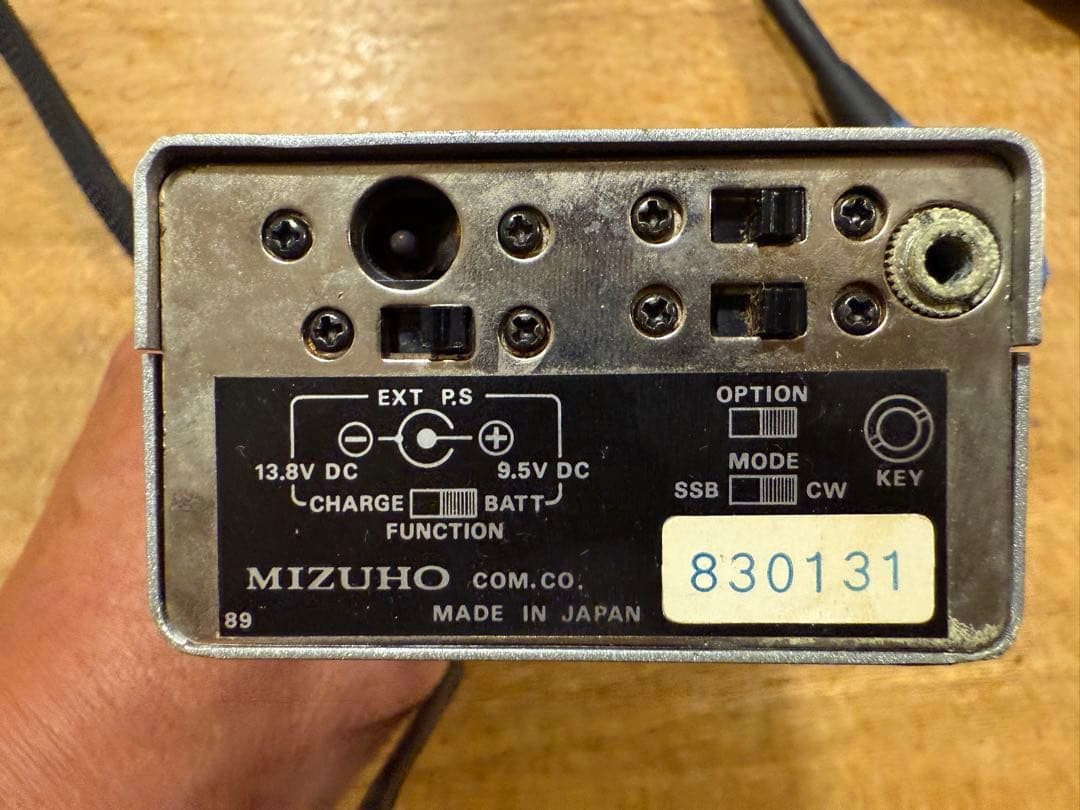 EXT P.S
OPTION
⊖ ⊕
13.8V DC 9.5V DC
MODE
KEY
CHARGE BATT
SSB CW
FUNCTION
830131
MIZUHO COM.CO.
MADE IN JAPAN
89